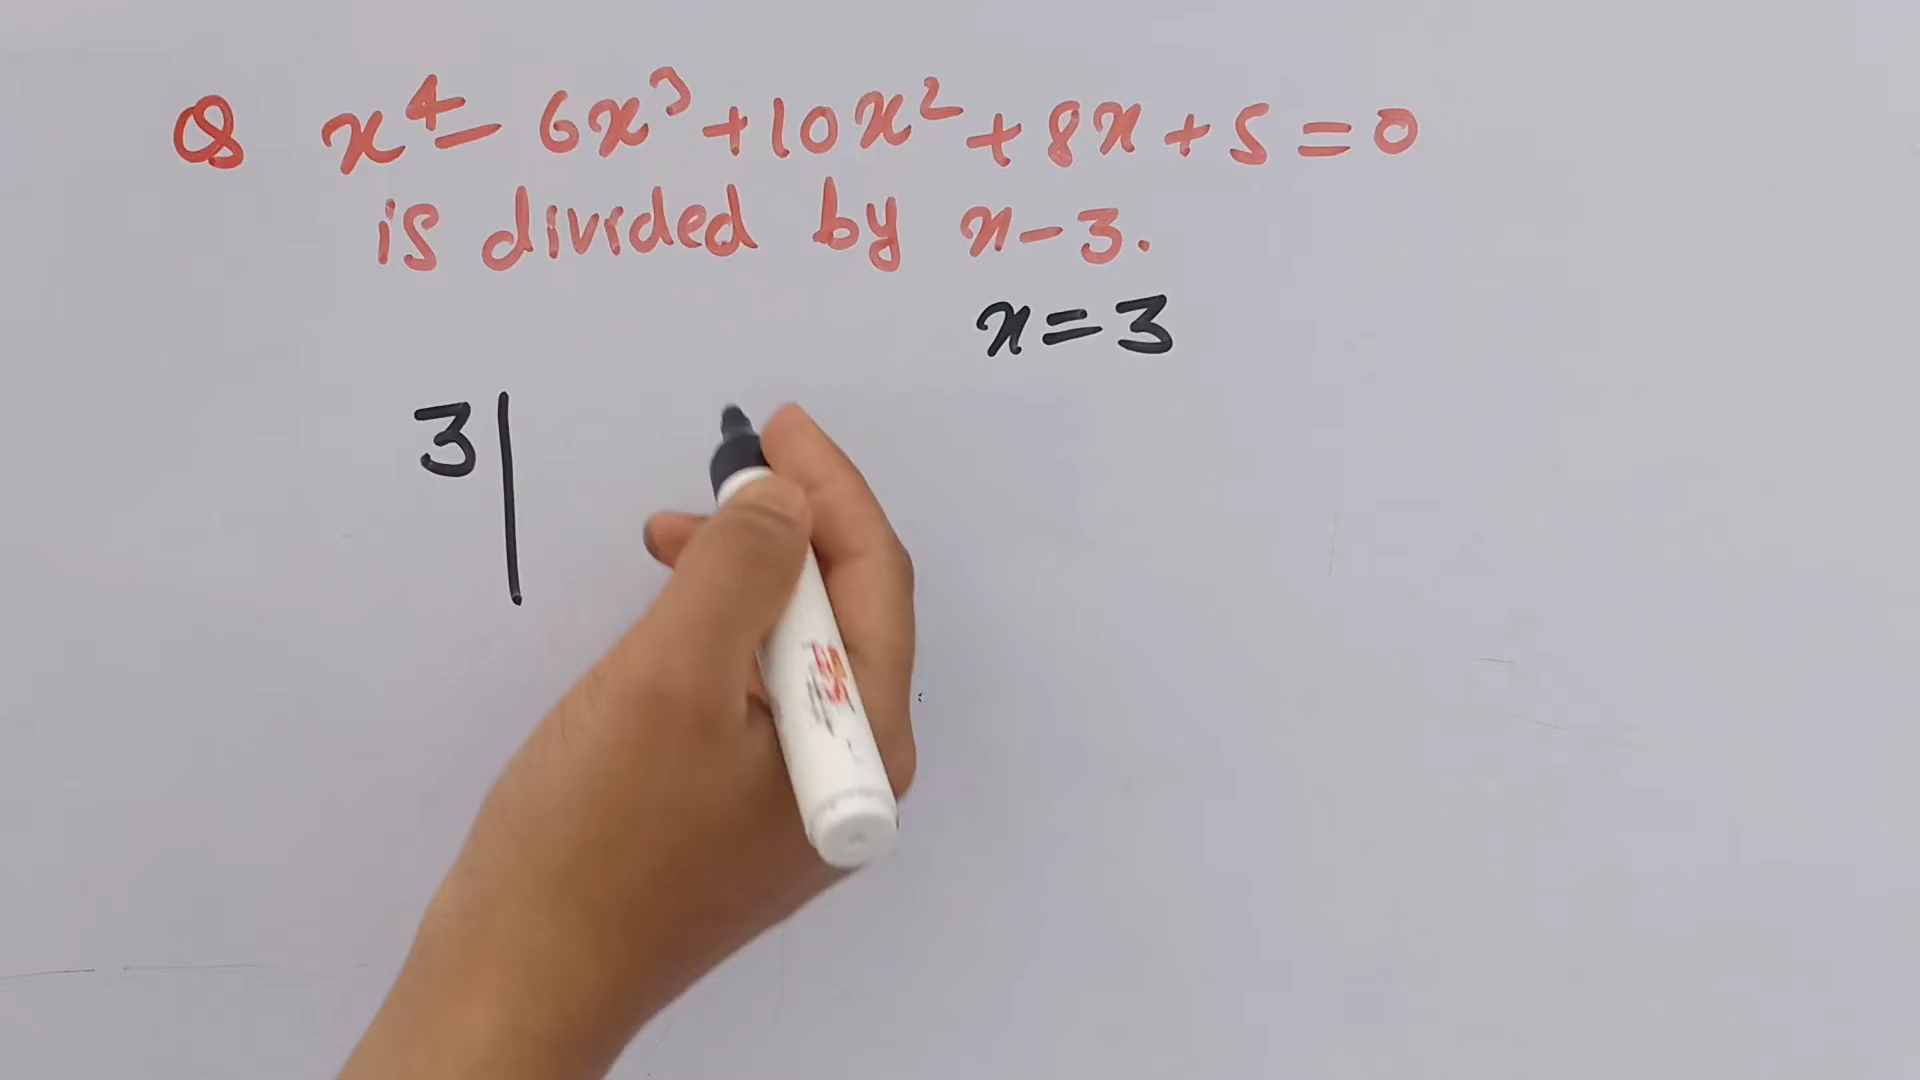 Q x⁴ - 6x³ + 10x² + 8x + 5 = 0
is divided by x - 3.
x = 3
3